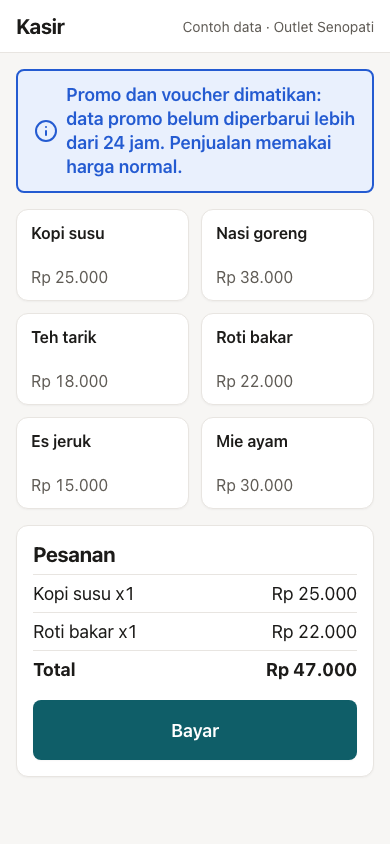 Kasir
Contoh data · Outlet Senopati
Promo dan voucher dimatikan:
data promo belum diperbarui lebih
dari 24 jam. Penjualan memakai
harga normal.
Kopi susu
Rp 25.000
Nasi goreng
Rp 38.000
Teh tarik
Rp 18.000
Roti bakar
Rp 22.000
Es jeruk
Rp 15.000
Mie ayam
Rp 30.000
Pesanan
Kopi susu x1 Rp 25.000
Roti bakar x1 Rp 22.000
Total Rp 47.000
Bayar